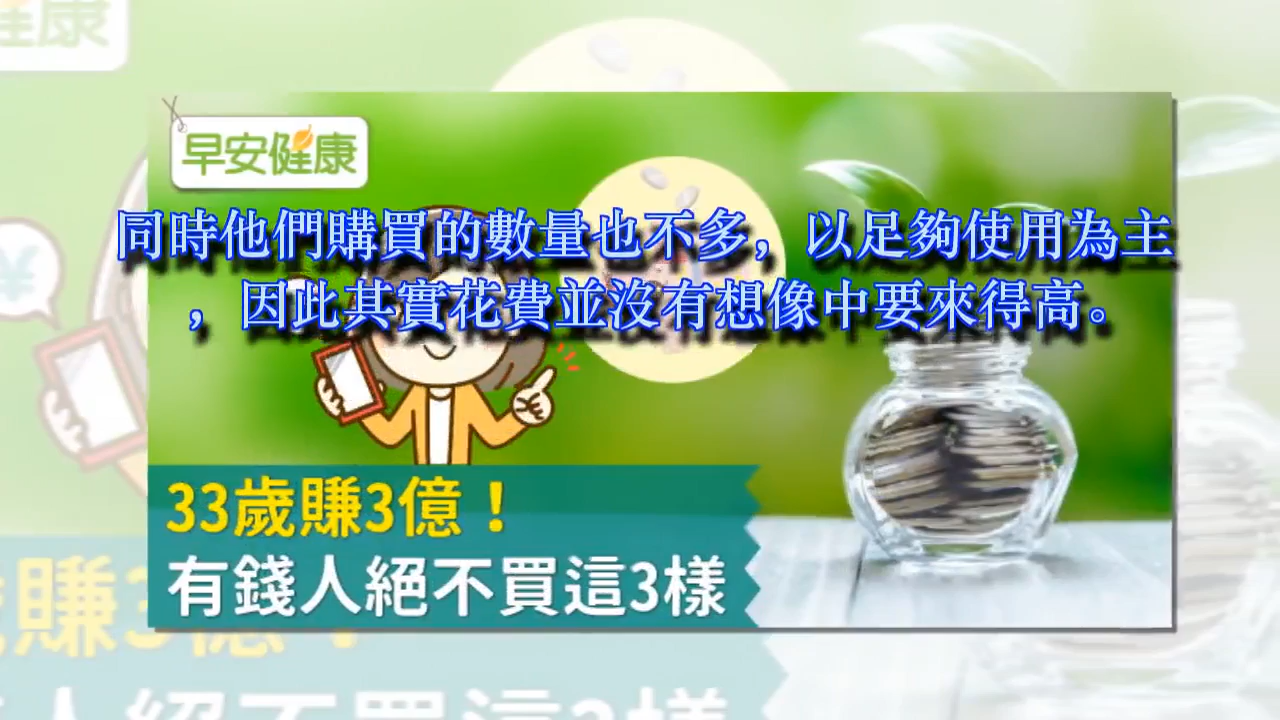 早安健康
同時他們購買的數量也不多，以足夠使用為主
，因此其實花費並沒有想像中要來得高。
33歲賺3億！
有錢人絕不買這3樣